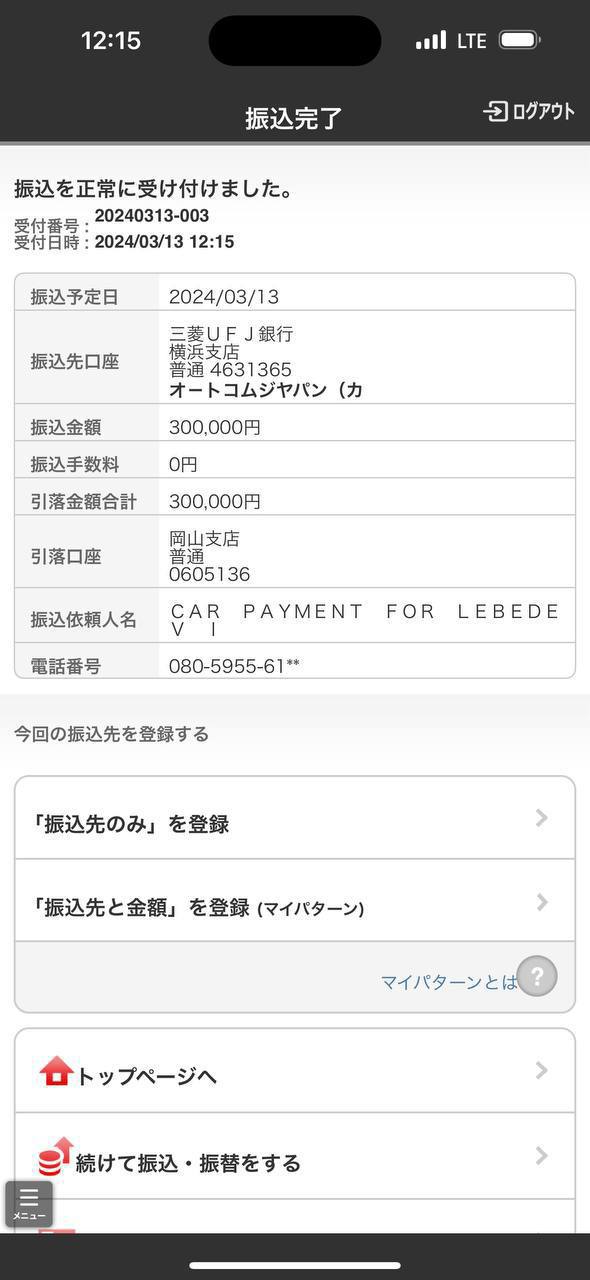 12:15
LTE
振込完了
ログアウト
振込を正常に受け付けました。
受付番号：20240313-003
受付日時：2024/03/13 12:15
振込予定日 2024/03/13
振込先口座
三菱ＵＦＪ銀行
横浜支店
普通 4631365
オートコムジヤパン（カ
振込金額 300,000円
振込手数料 0円
引落金額合計 300,000円
引落口座
岡山支店
普通
0605136
振込依頼人名
ＣＡＲ　ＰＡＹＭＥＮＴ　ＦＯＲ　ＬＥＢＥＤＥ
Ｖ　Ｉ
電話番号 080-5955-61**
今回の振込先を登録する
「振込先のみ」を登録
「振込先と金額」を登録 (マイパターン)
マイパターンとは ?
トップページへ
続けて振込・振替をする
メニュー